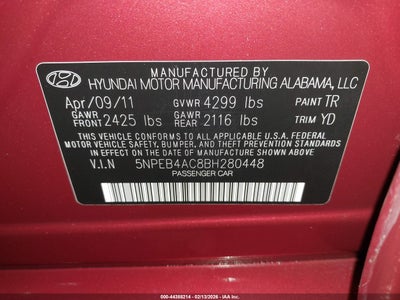 MANUFACTURED BY
HYUNDAI MOTOR MANUFACTURING ALABAMA, LLC
Apr/09/11 GVWR 4299 lbs PAINT TR
GAWR FRONT 2425 lbs GAWR REAR 2116 lbs TRIM YD
THIS VEHICLE CONFORMS TO ALL APPLICABLE U.S.A. FEDERAL
MOTOR VEHICLE SAFETY, BUMPER, AND THEFT PREVENTION STANDARDS
IN EFFECT ON THE DATE OF MANUFACTURE SHOWN ABOVE.
V.I.N 5NPEB4AC8BH280448
PASSENGER CAR
000-44388214 - 02/13/2026 - IAA Inc.